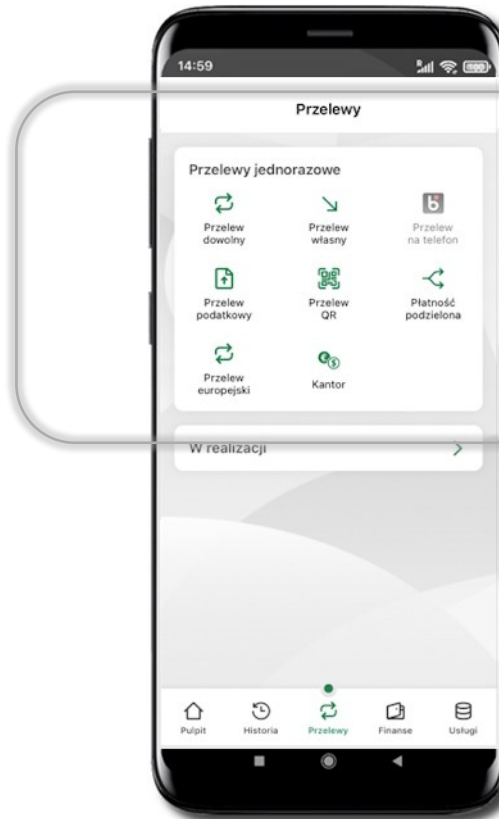 14:59
R
100
Przelewy
Przelewy jednorazowe
Przelew
dowolny
Przelew
własny
Przelew
na telefon
Przelew
podatkowy
Przelew
QR
Płatność
podzielona
Przelew
europejski
Kantor
W realizacji
Pulpit
Historia
Przelewy
Finanse
Usługi